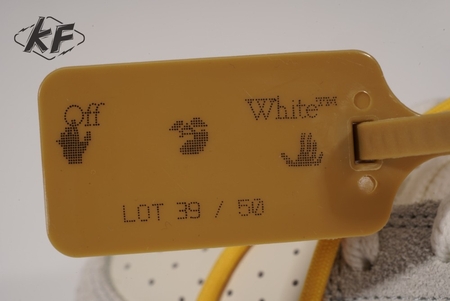 KF
Off White™
LOT 39 / 50